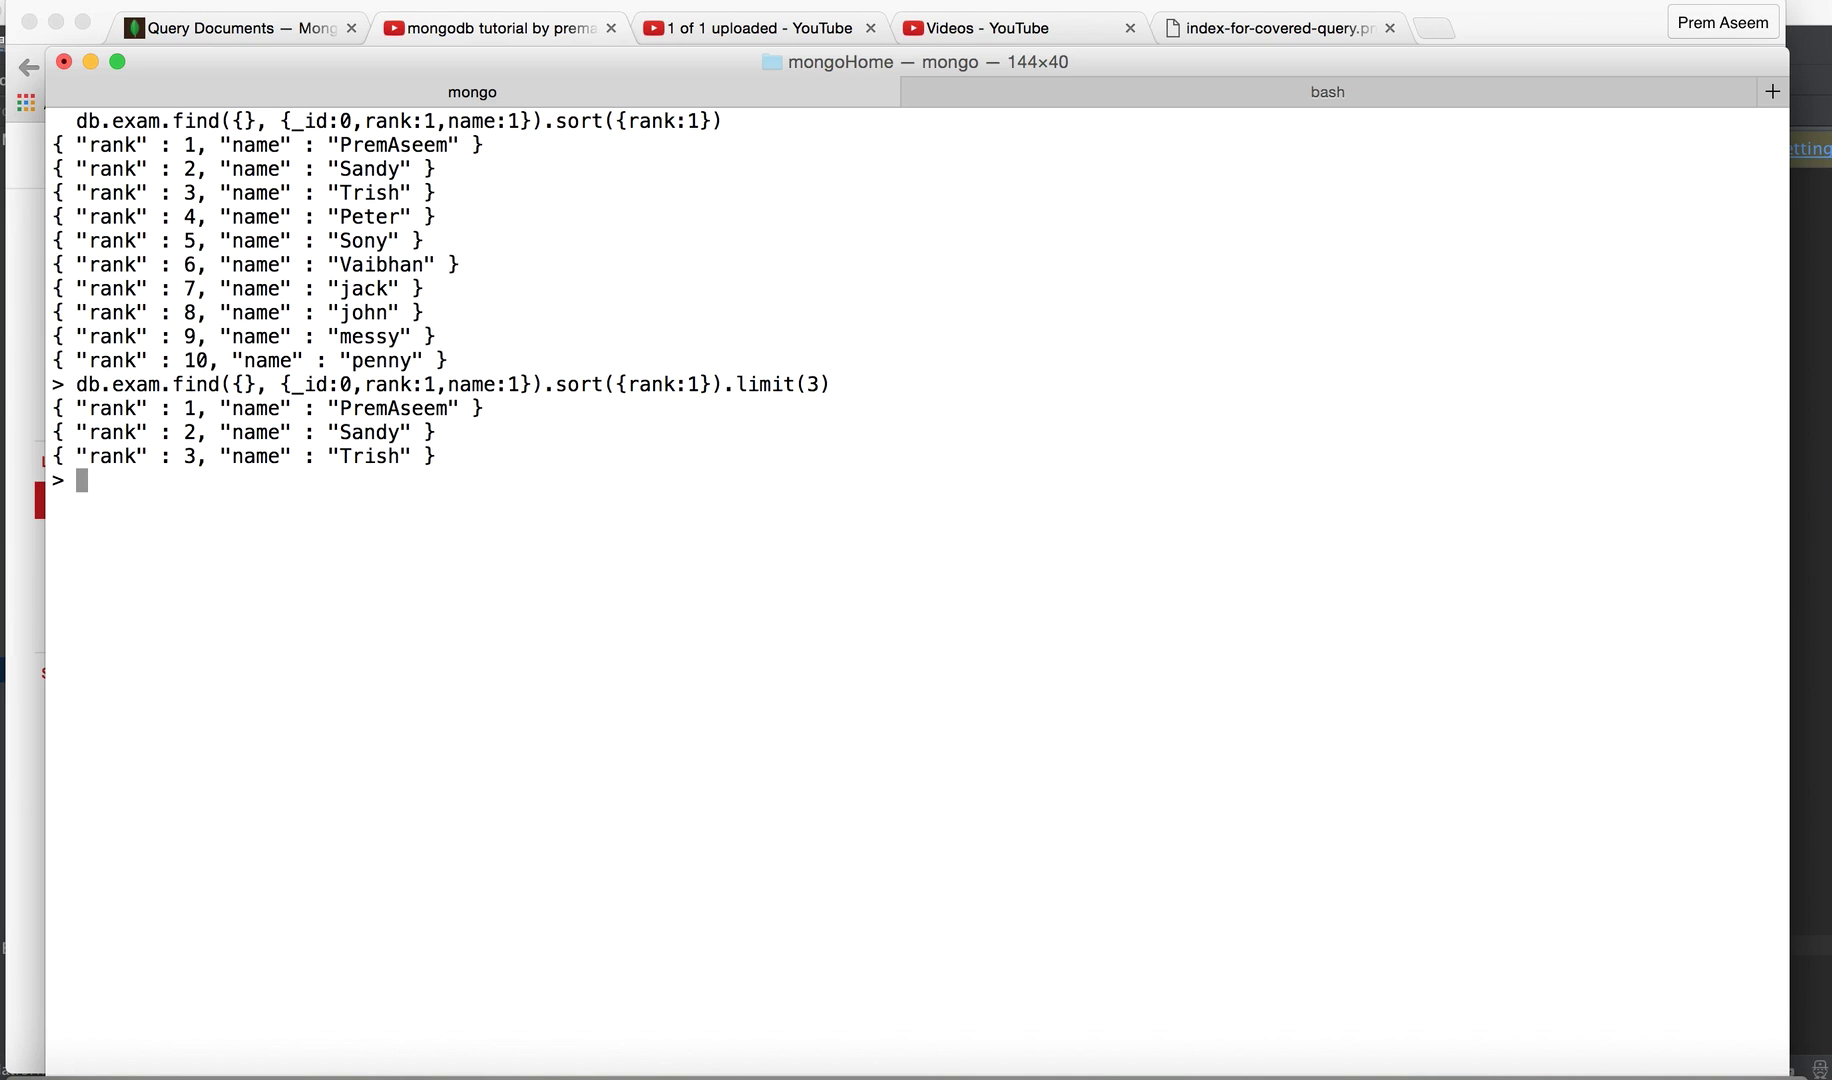 Query Documents — Mong
mongodb tutorial by prema
1 of 1 uploaded - YouTube
Videos - YouTube
index-for-covered-query.pn
Prem Aseem
mongoHome — mongo — 144×40
mongo
bash
db.exam.find({}, {_id:0,rank:1,name:1}).sort({rank:1})
{ "rank" : 1, "name" : "PremAseem" }
{ "rank" : 2, "name" : "Sandy" }
{ "rank" : 3, "name" : "Trish" }
{ "rank" : 4, "name" : "Peter" }
{ "rank" : 5, "name" : "Sony" }
{ "rank" : 6, "name" : "Vaibhan" }
{ "rank" : 7, "name" : "jack" }
{ "rank" : 8, "name" : "john" }
{ "rank" : 9, "name" : "messy" }
{ "rank" : 10, "name" : "penny" }
> db.exam.find({}, {_id:0,rank:1,name:1}).sort({rank:1}).limit(3)
{ "rank" : 1, "name" : "PremAseem" }
{ "rank" : 2, "name" : "Sandy" }
{ "rank" : 3, "name" : "Trish" }
>
etting